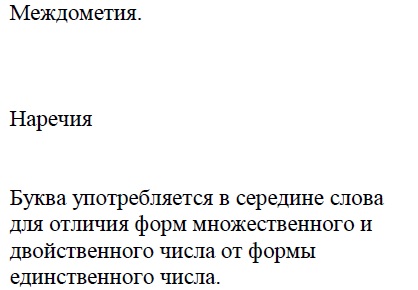 Междометия.
Наречия
Буква употребляется в середине слова
для отличия форм множественного и
двойственного числа от формы
единственного числа.